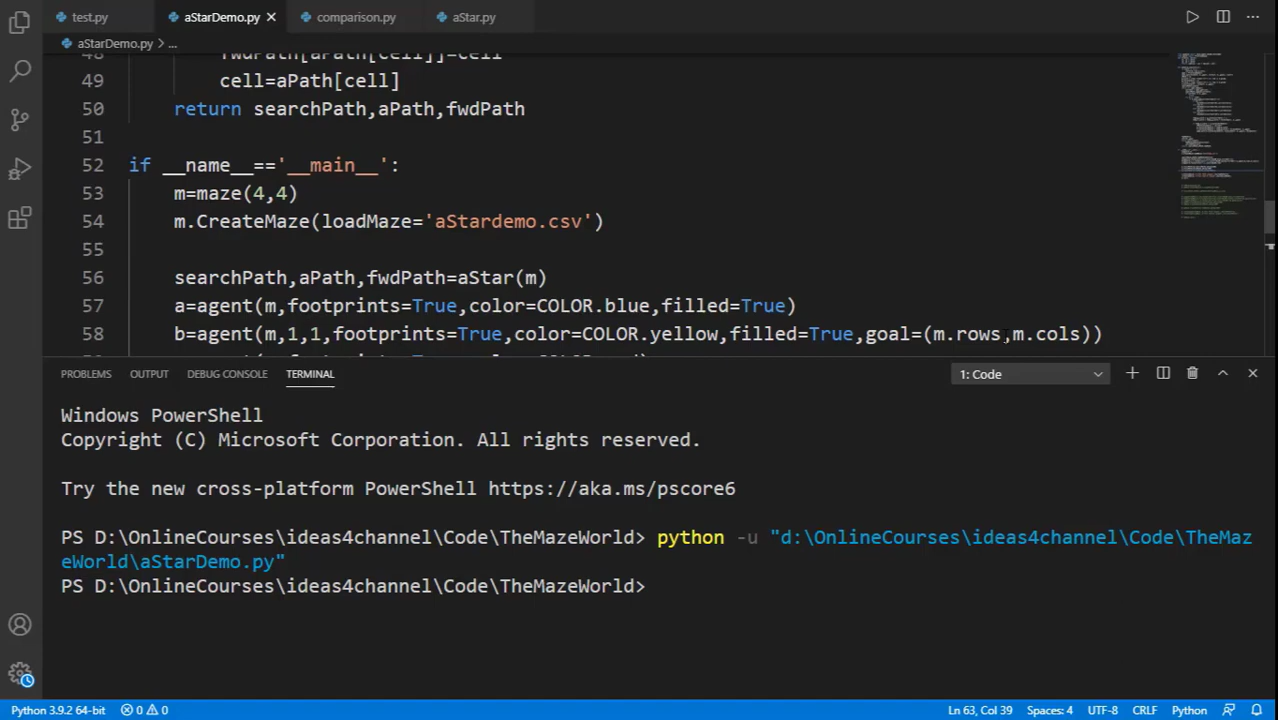 test.py aStarDemo.py comparison.py aStar.py
aStarDemo.py > ...
48 fwdPath[aPath[cell]]=cell
49 cell=aPath[cell]
50 return searchPath,aPath,fwdPath
51
52 if __name__=='__main__':
53 m=maze(4,4)
54 m.CreateMaze(loadMaze='aStardemo.csv')
55
56 searchPath,aPath,fwdPath=aStar(m)
57 a=agent(m,footprints=True,color=COLOR.blue,filled=True)
58 b=agent(m,1,1,footprints=True,color=COLOR.yellow,filled=True,goal=(m.rows,m.cols))
PROBLEMS OUTPUT DEBUG CONSOLE TERMINAL 1: Code
Windows PowerShell
Copyright (C) Microsoft Corporation. All rights reserved.
Try the new cross-platform PowerShell https://aka.ms/pscore6
PS D:\OnlineCourses\ideas4channel\Code\TheMazeWorld> python -u "d:\OnlineCourses\ideas4channel\Code\TheMaz
eWorld\aStarDemo.py"
PS D:\OnlineCourses\ideas4channel\Code\TheMazeWorld>
Python 3.9.2 64-bit 0 0 Ln 63, Col 39 Spaces: 4 UTF-8 CRLF Python